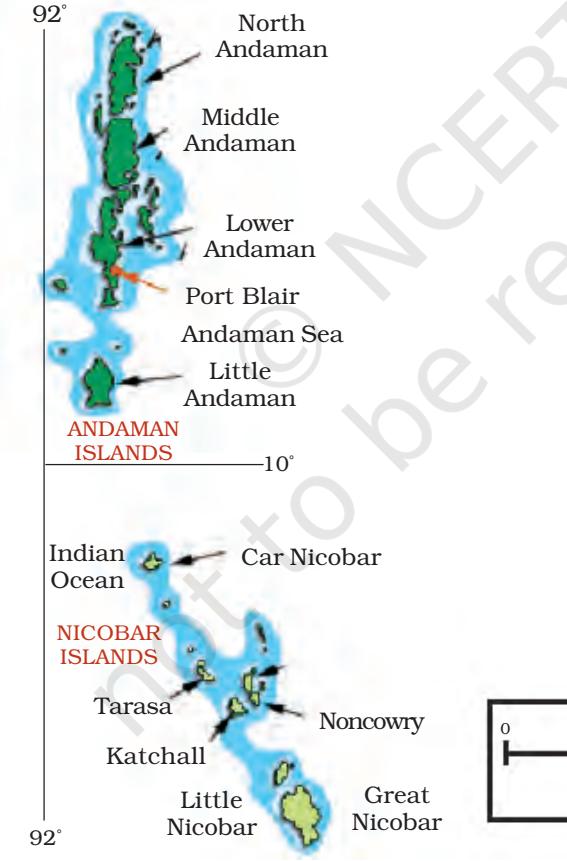 92°
North
Andaman
Middle
Andaman
Lower
Andaman
Port Blair
Andaman Sea
Little
Andaman
ANDAMAN
ISLANDS
10°
Indian
Ocean
Car Nicobar
NICOBAR
ISLANDS
Tarasa
Noncowry
Katchall
Little
Nicobar
Great
Nicobar
0
92°
© NCERT
not to be re